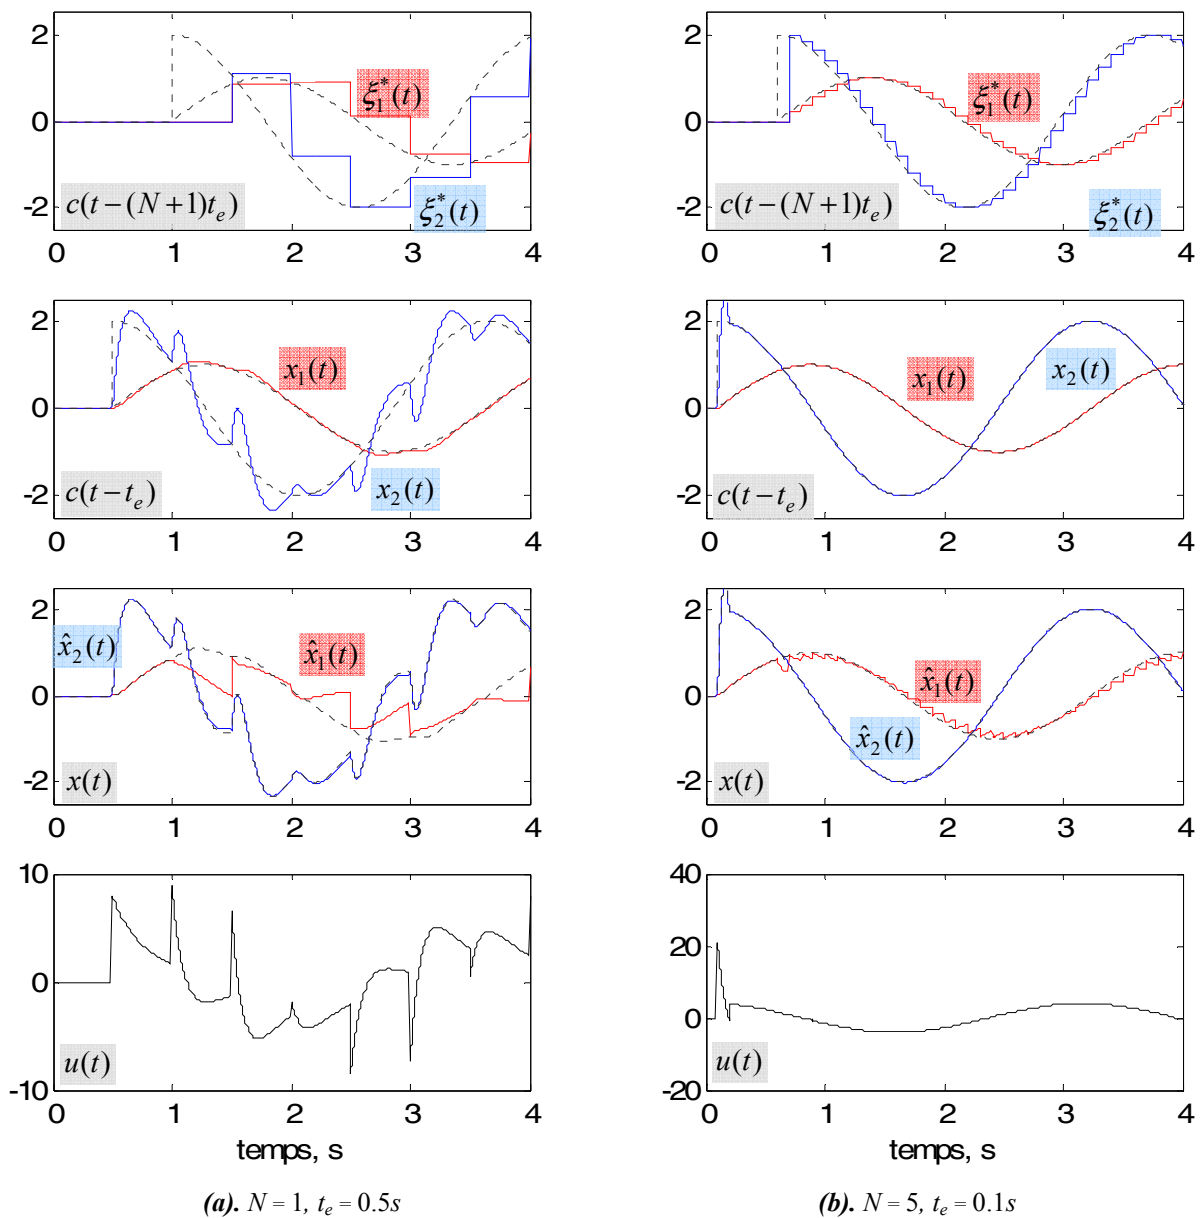 2
0
-2
ξ₁*(t)
c(t−(N+1)tₑ)
ξ₂*(t)
0 1 2 3 4
2
0
-2
ξ₁*(t)
c(t−(N+1)tₑ)
ξ₂*(t)
0 1 2 3 4
2
0
-2
x₁(t)
c(t−tₑ)
x₂(t)
0 1 2 3 4
2
0
-2
x₁(t)
x₂(t)
c(t−tₑ)
0 1 2 3 4
2
0
-2
x̂₂(t)
x̂₁(t)
x(t)
0 1 2 3 4
2
0
-2
x̂₁(t)
x̂₂(t)
x(t)
0 1 2 3 4
10
0
-10
u(t)
0 1 2 3 4
temps, s
40
20
0
-20
u(t)
0 1 2 3 4
temps, s
(a). N = 1, tₑ = 0.5s
(b). N = 5, tₑ = 0.1s